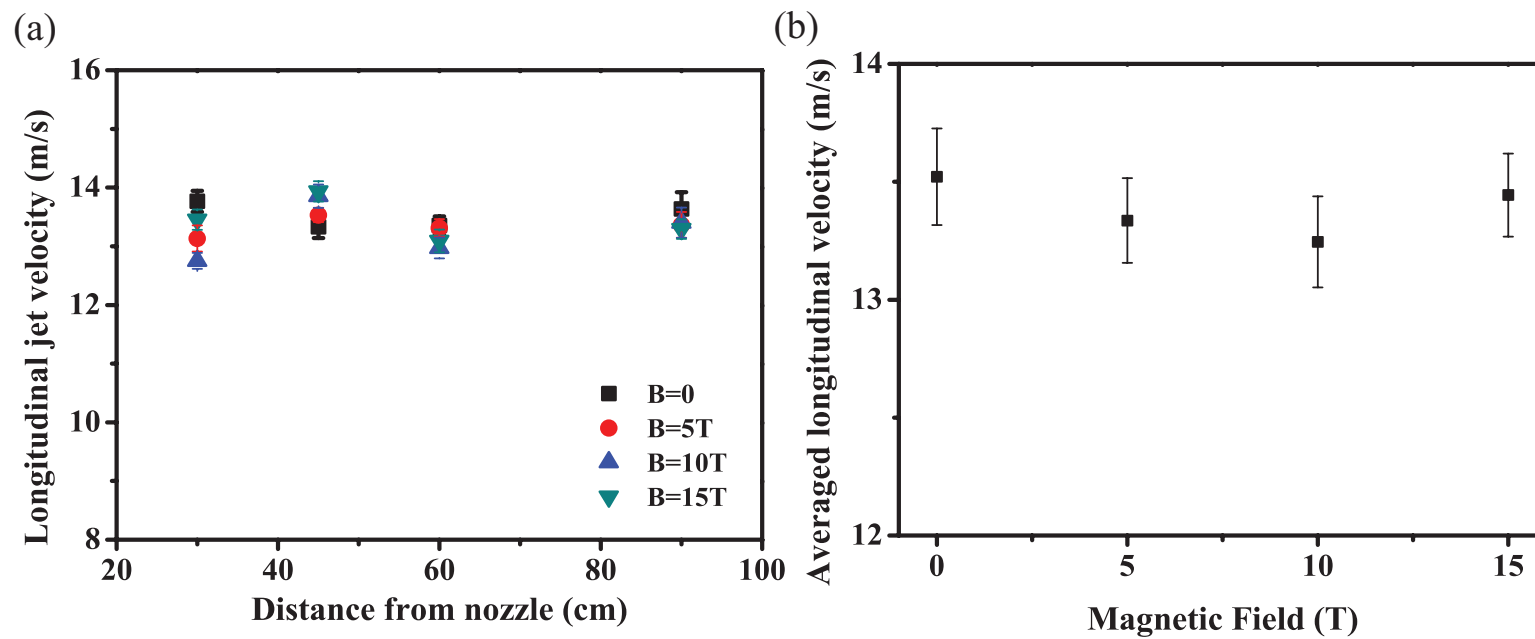 (a)
Longitudinal jet velocity (m/s)
16
14
12
10
8
20
40
60
80
100
Distance from nozzle (cm)
B=0
B=5T
B=10T
B=15T
(b)
Averaged longitudinal velocity (m/s)
14
13
12
0
5
10
15
Magnetic Field (T)